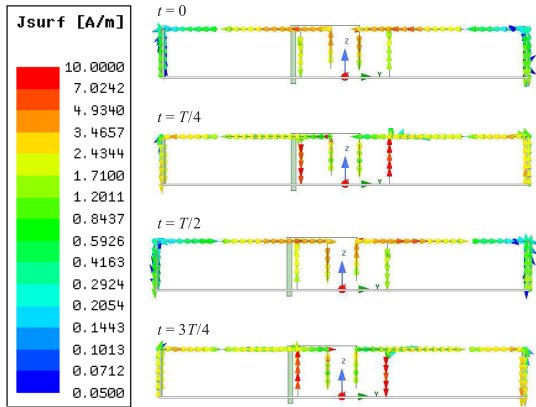 Jsurf [A/m]
10.0000
7.0242
4.9340
3.4657
2.4344
1.7100
1.2011
0.8437
0.5926
0.4163
0.2924
0.2054
0.1443
0.1013
0.0712
0.0500
t = 0
Z
Y
t = T/4
Z
Y
t = T/2
Z
Y
t = 3T/4
Z
Y